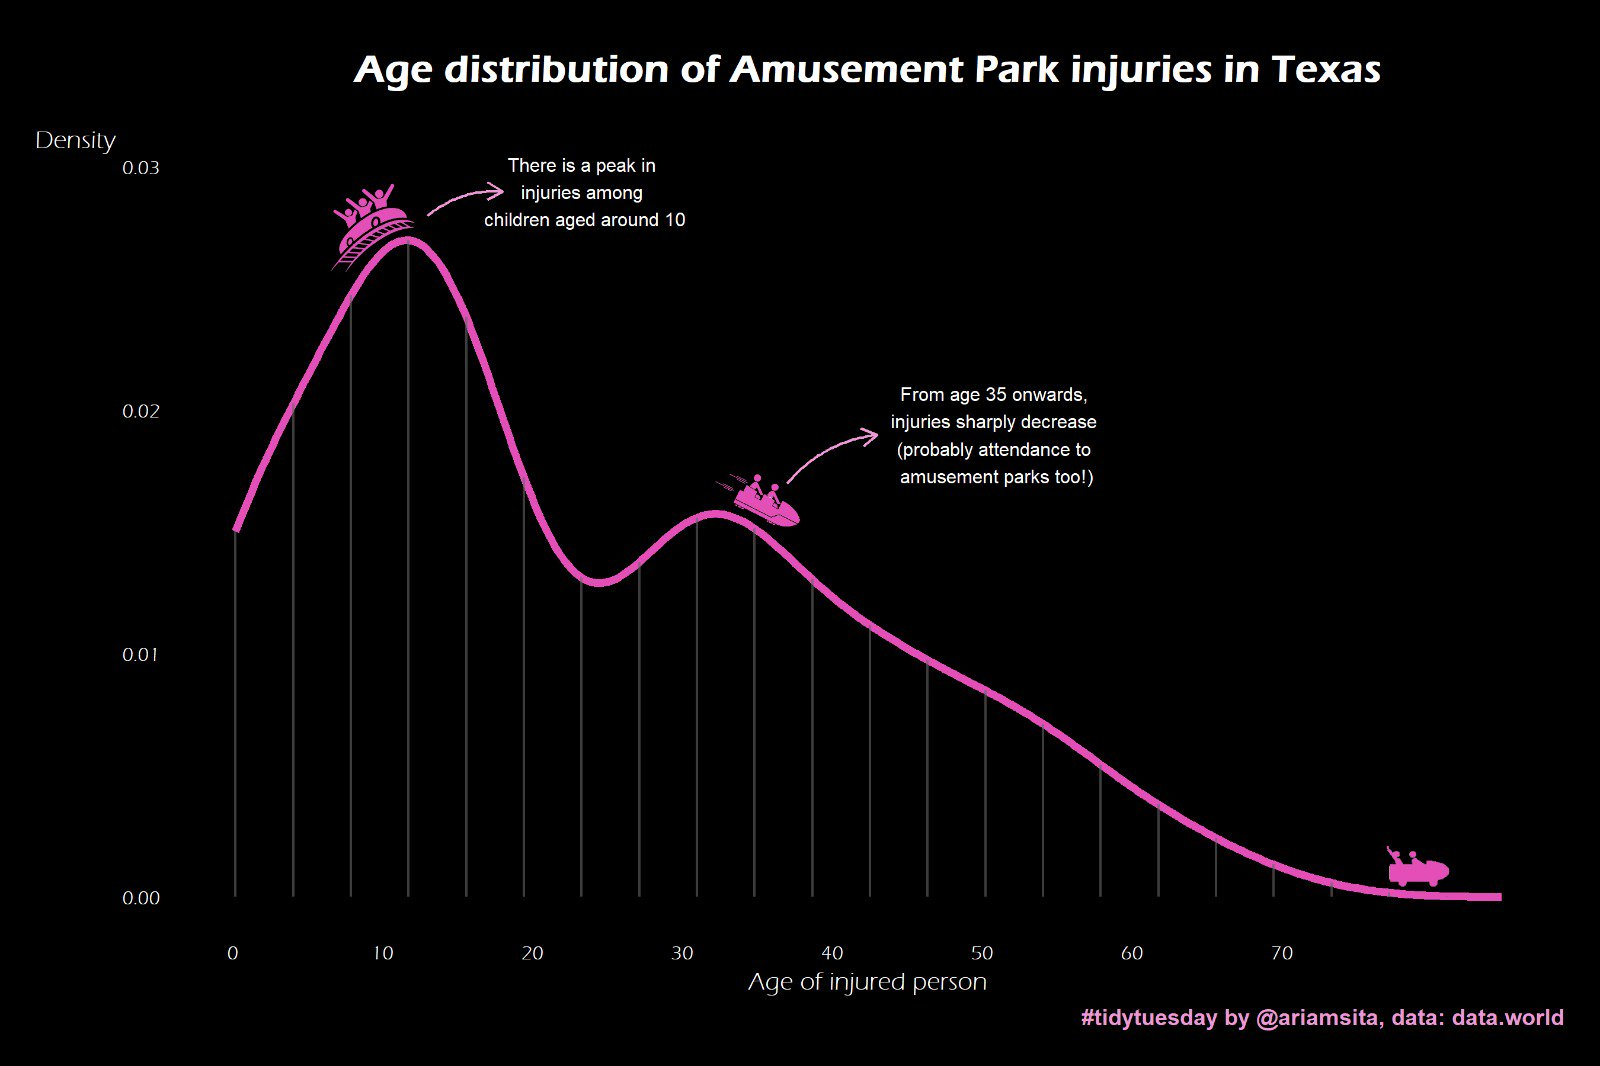 Age distribution of Amusement Park injuries in Texas
Density
0.03
There is a peak in
injuries among
children aged around 10
0.02
From age 35 onwards,
injuries sharply decrease
(probably attendance to
amusement parks too!)
0.01
0.00
0 10 20 30 40 50 60 70
Age of injured person
#tidytuesday by @ariamsita, data: data.world